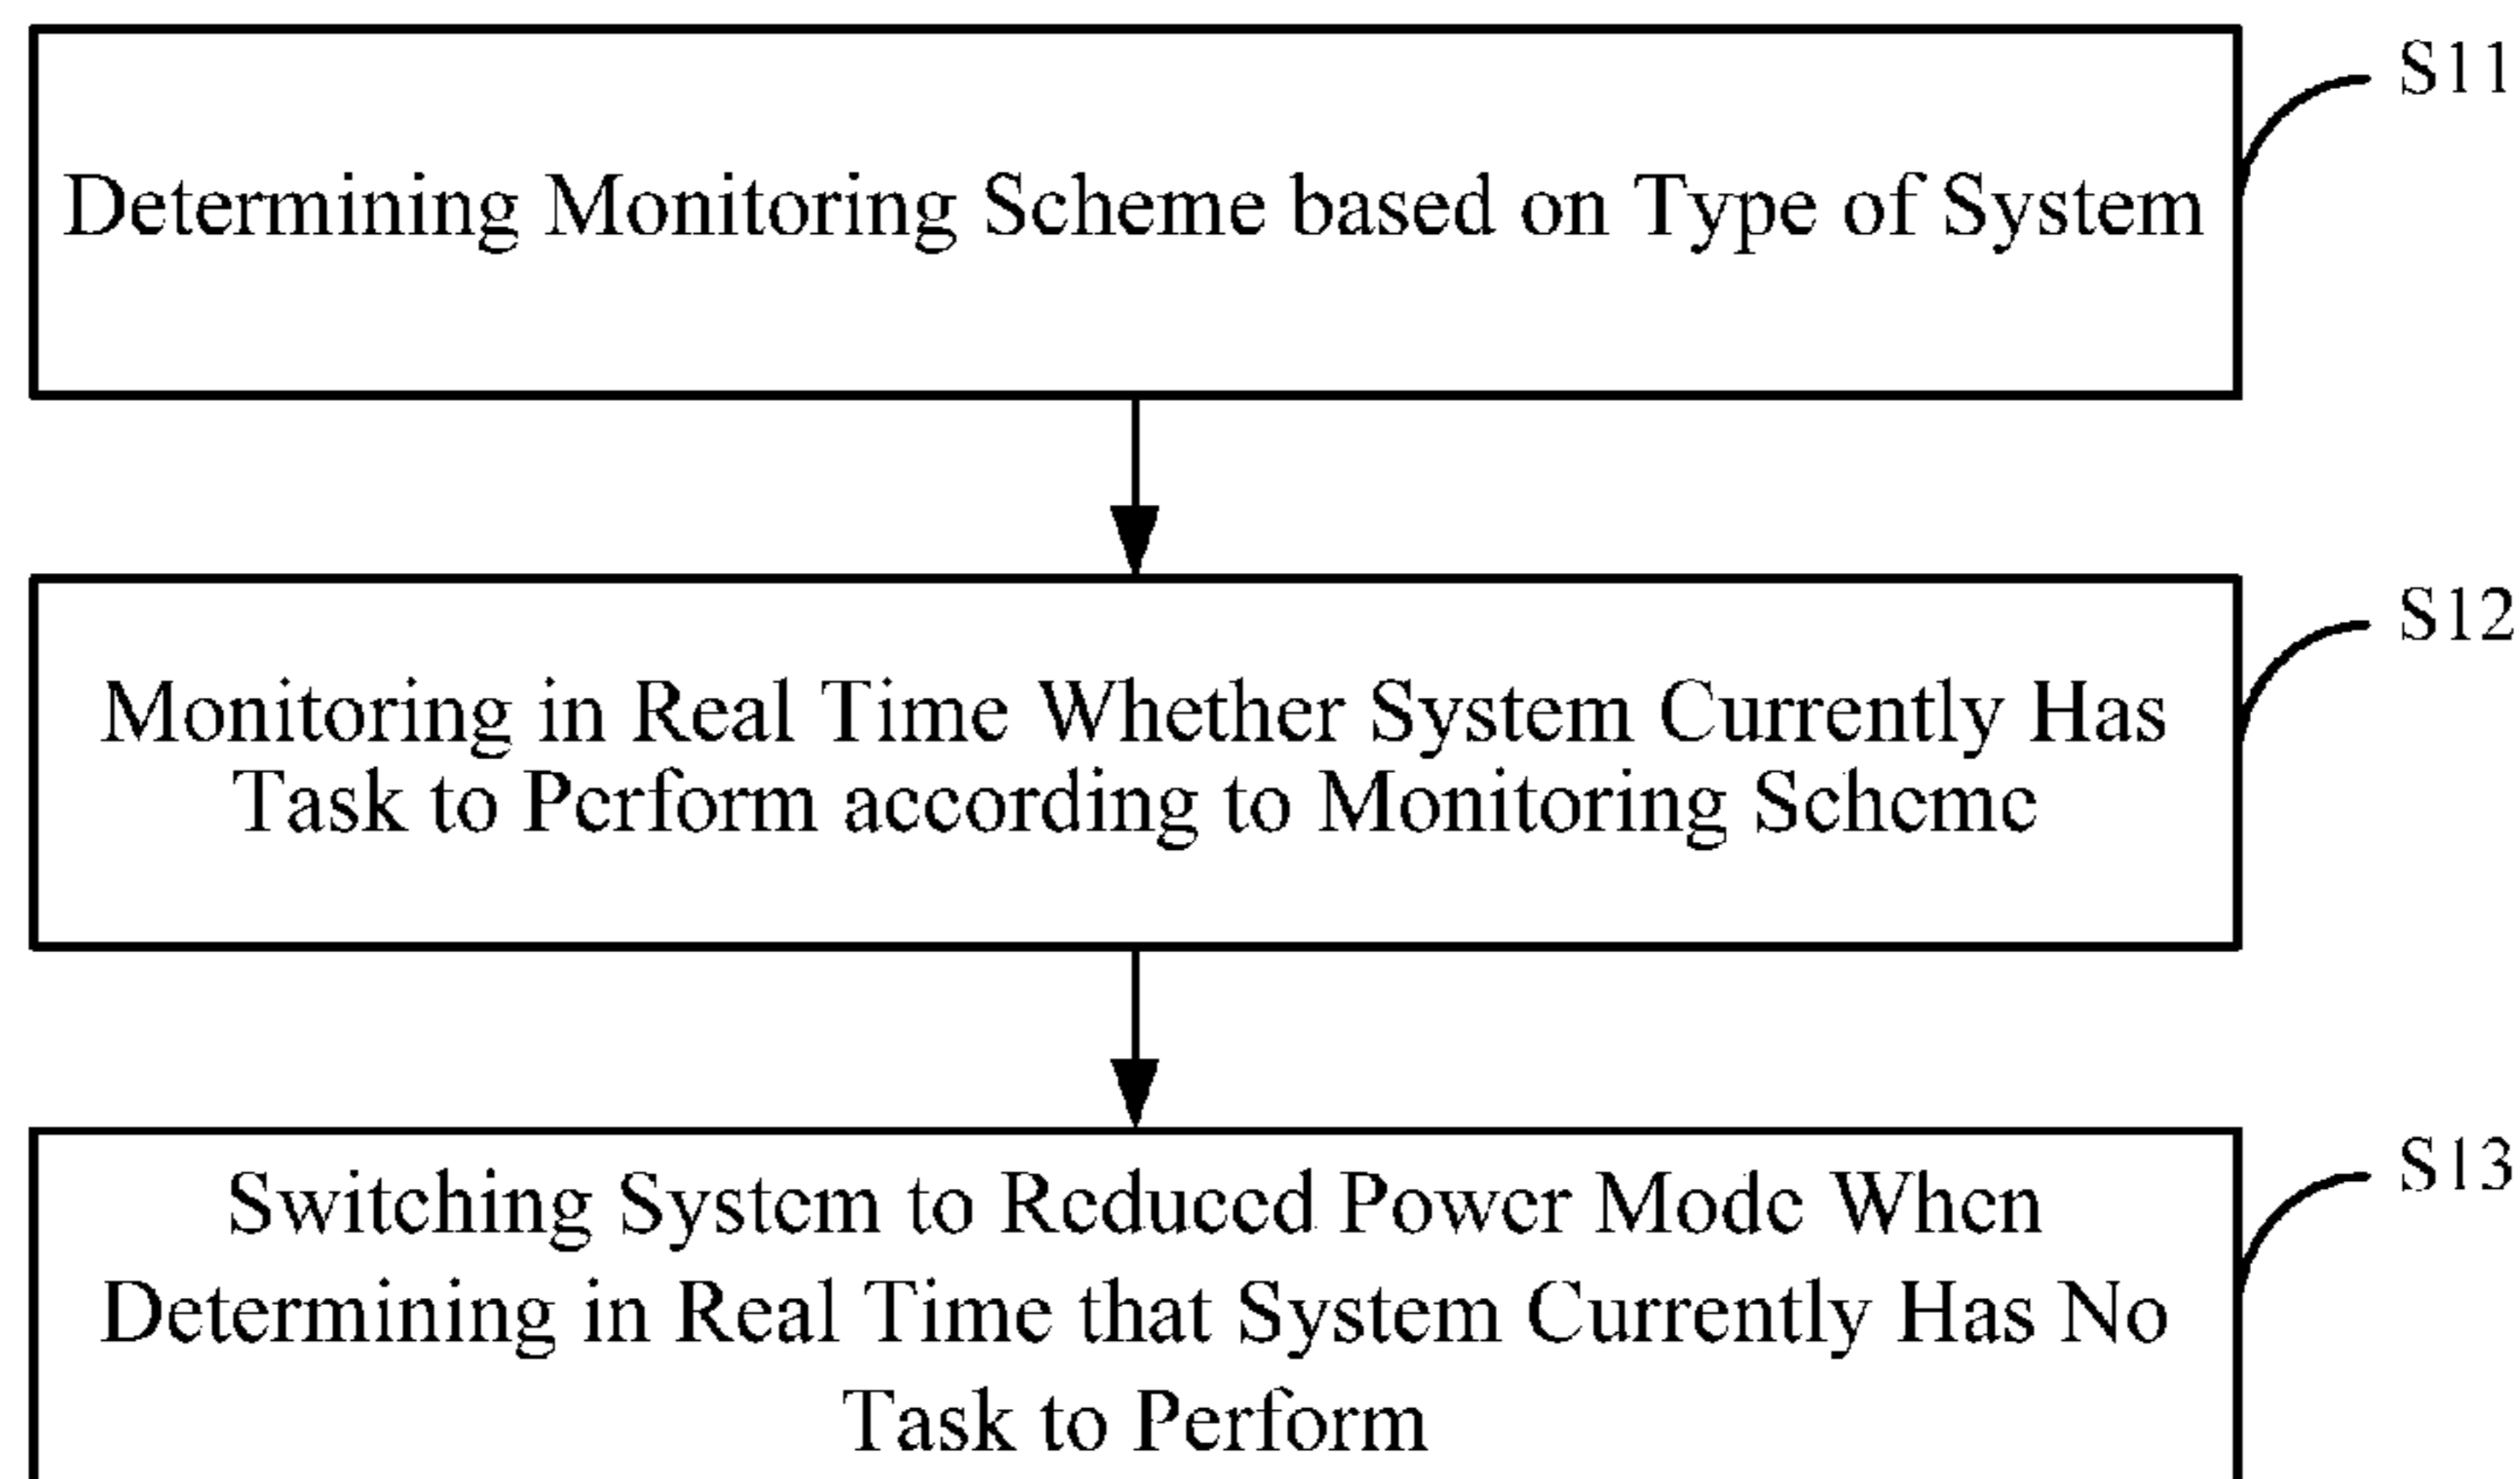 S11
Determining Monitoring Scheme based on Type of System
S12
Monitoring in Real Time Whether System Currently Has
Task to Perform according to Monitoring Scheme
S13
Switching System to Reduced Power Mode When
Determining in Real Time that System Currently Has No
Task to Perform